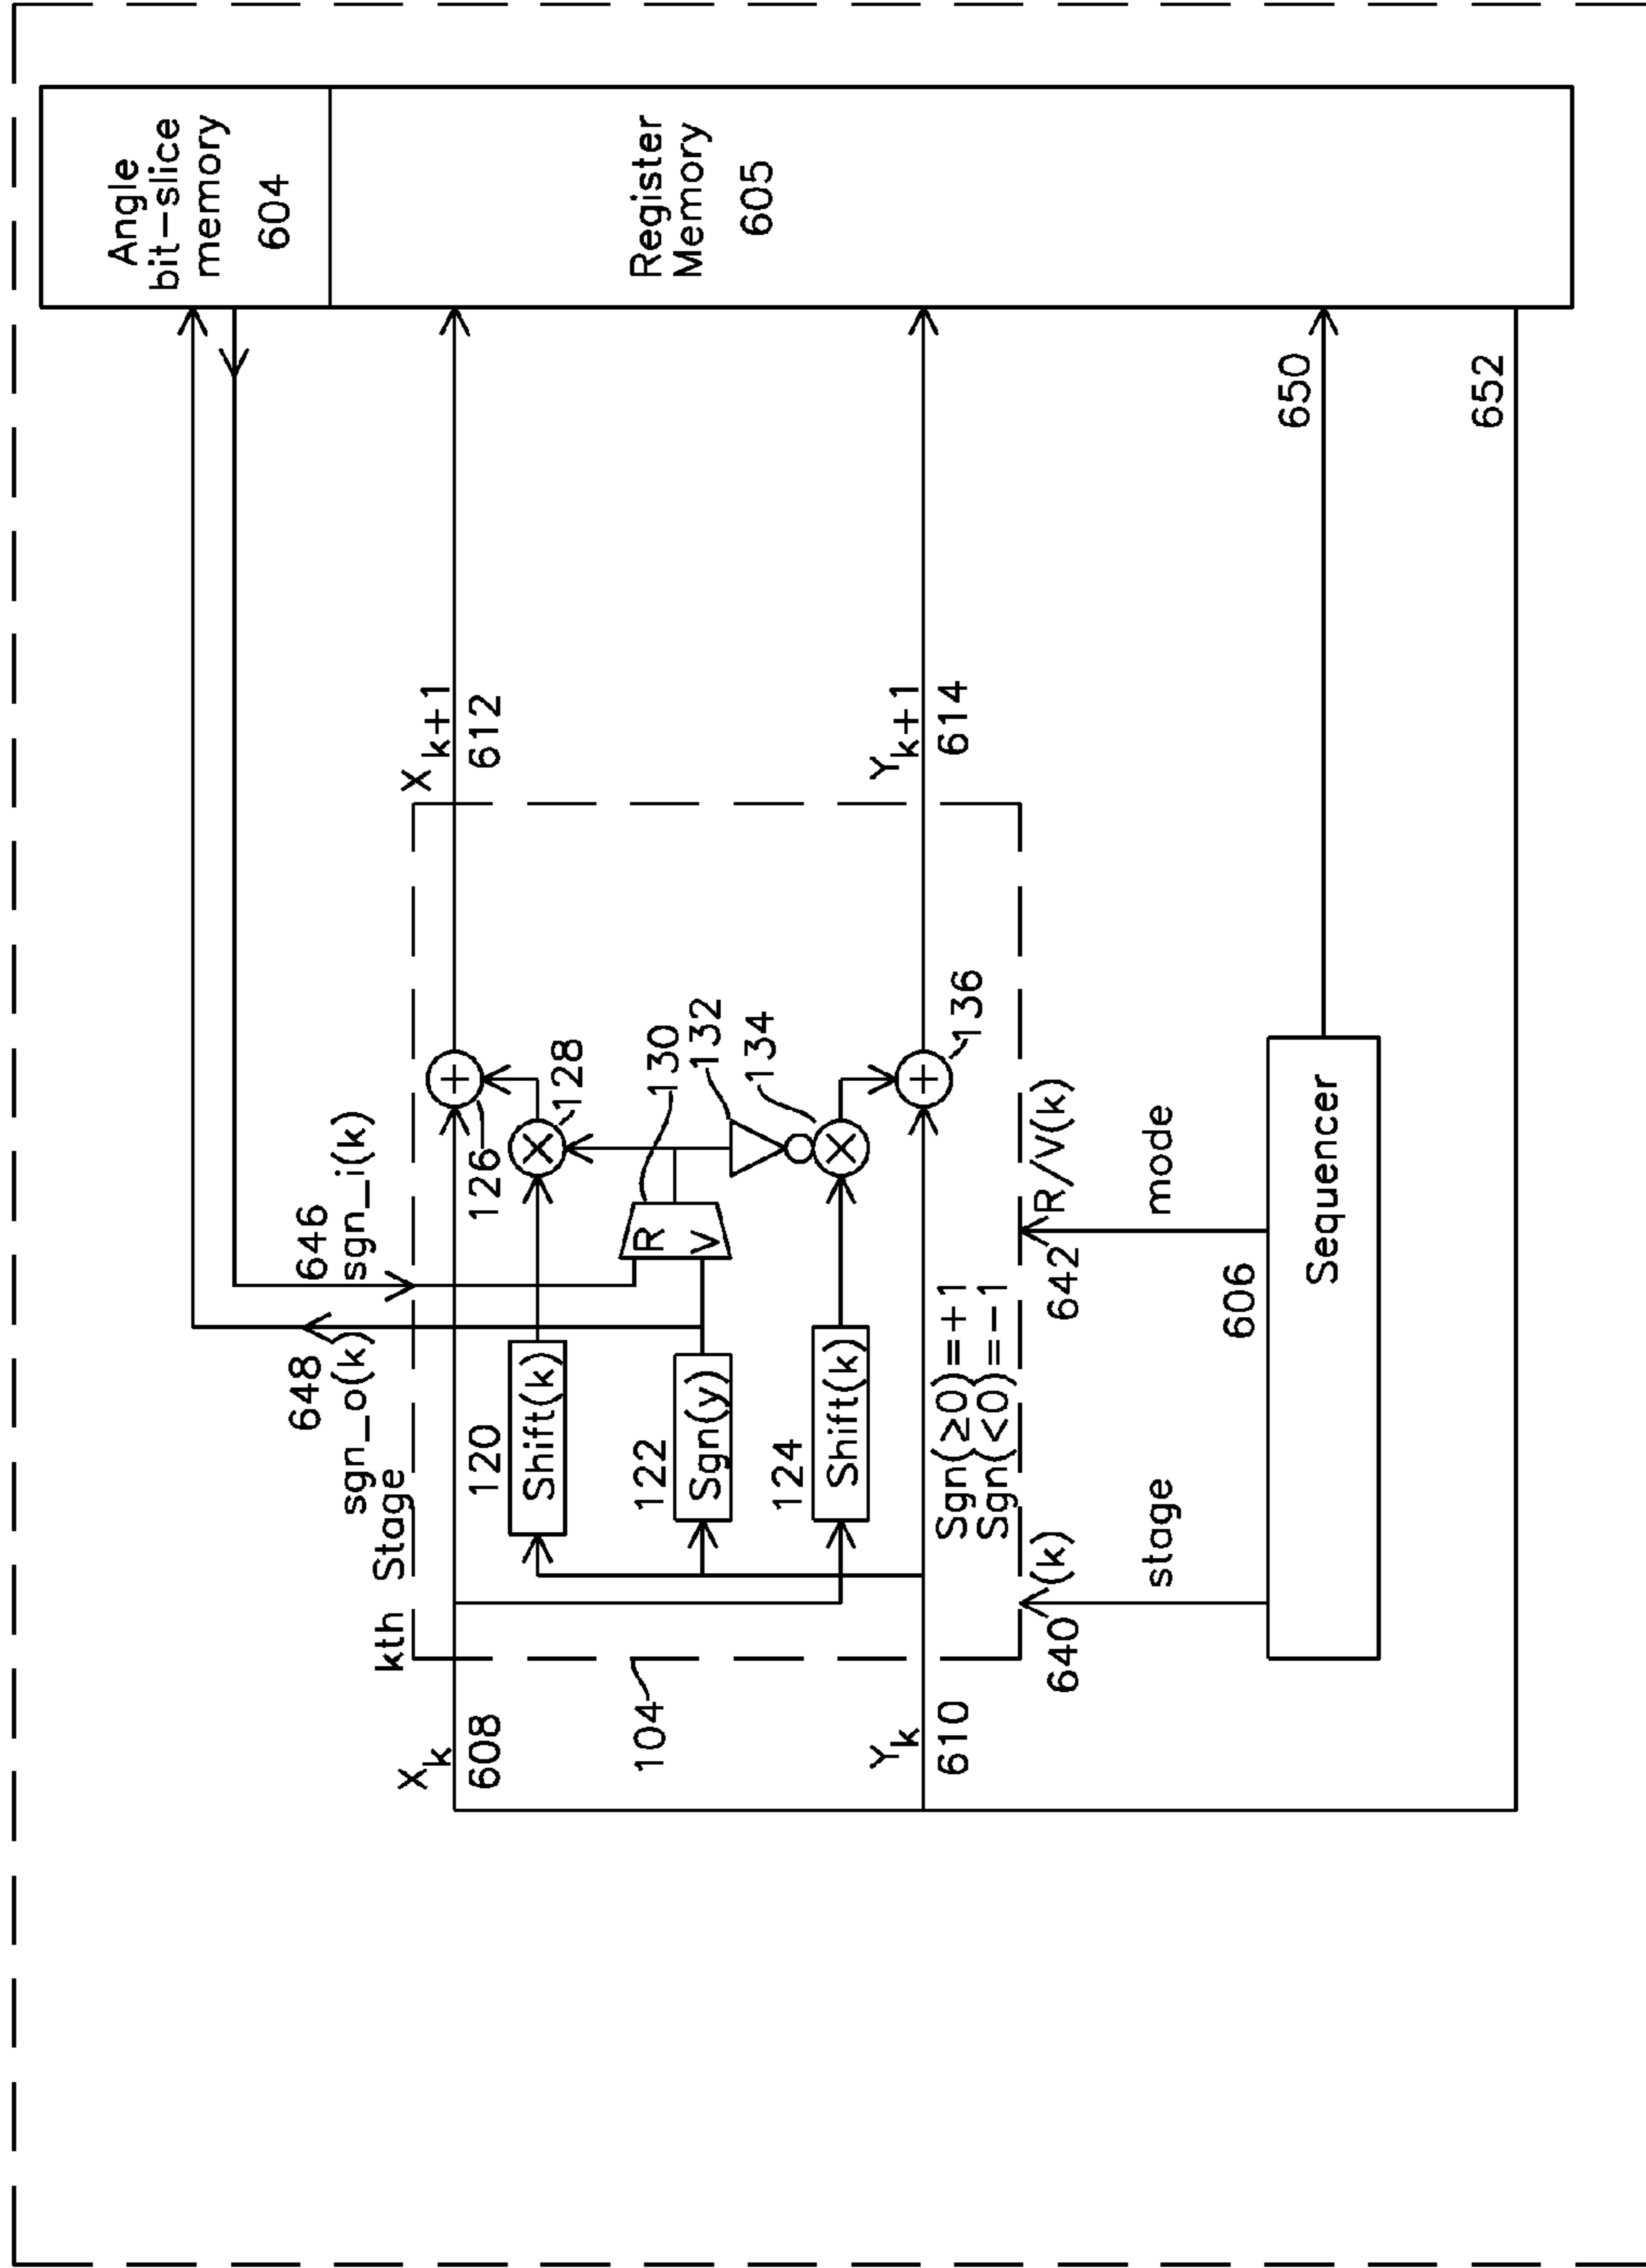 Angle
bit-slice
memory
604
Register
Memory
605
646
sgn_i(k)
648
sgn_o(k)
kth Stage
X k
608
X k+1
612
126
120
Shift(k)
128
122
Sgn(y)
R
V
130
132
124
Shift(k)
134
104
Y k
610
Y k+1
614
136
Sgn(≥0)=+1
Sgn(<0)=-1
640
(k)
stage
642
R/V(k)
mode
606
Sequencer
650
652